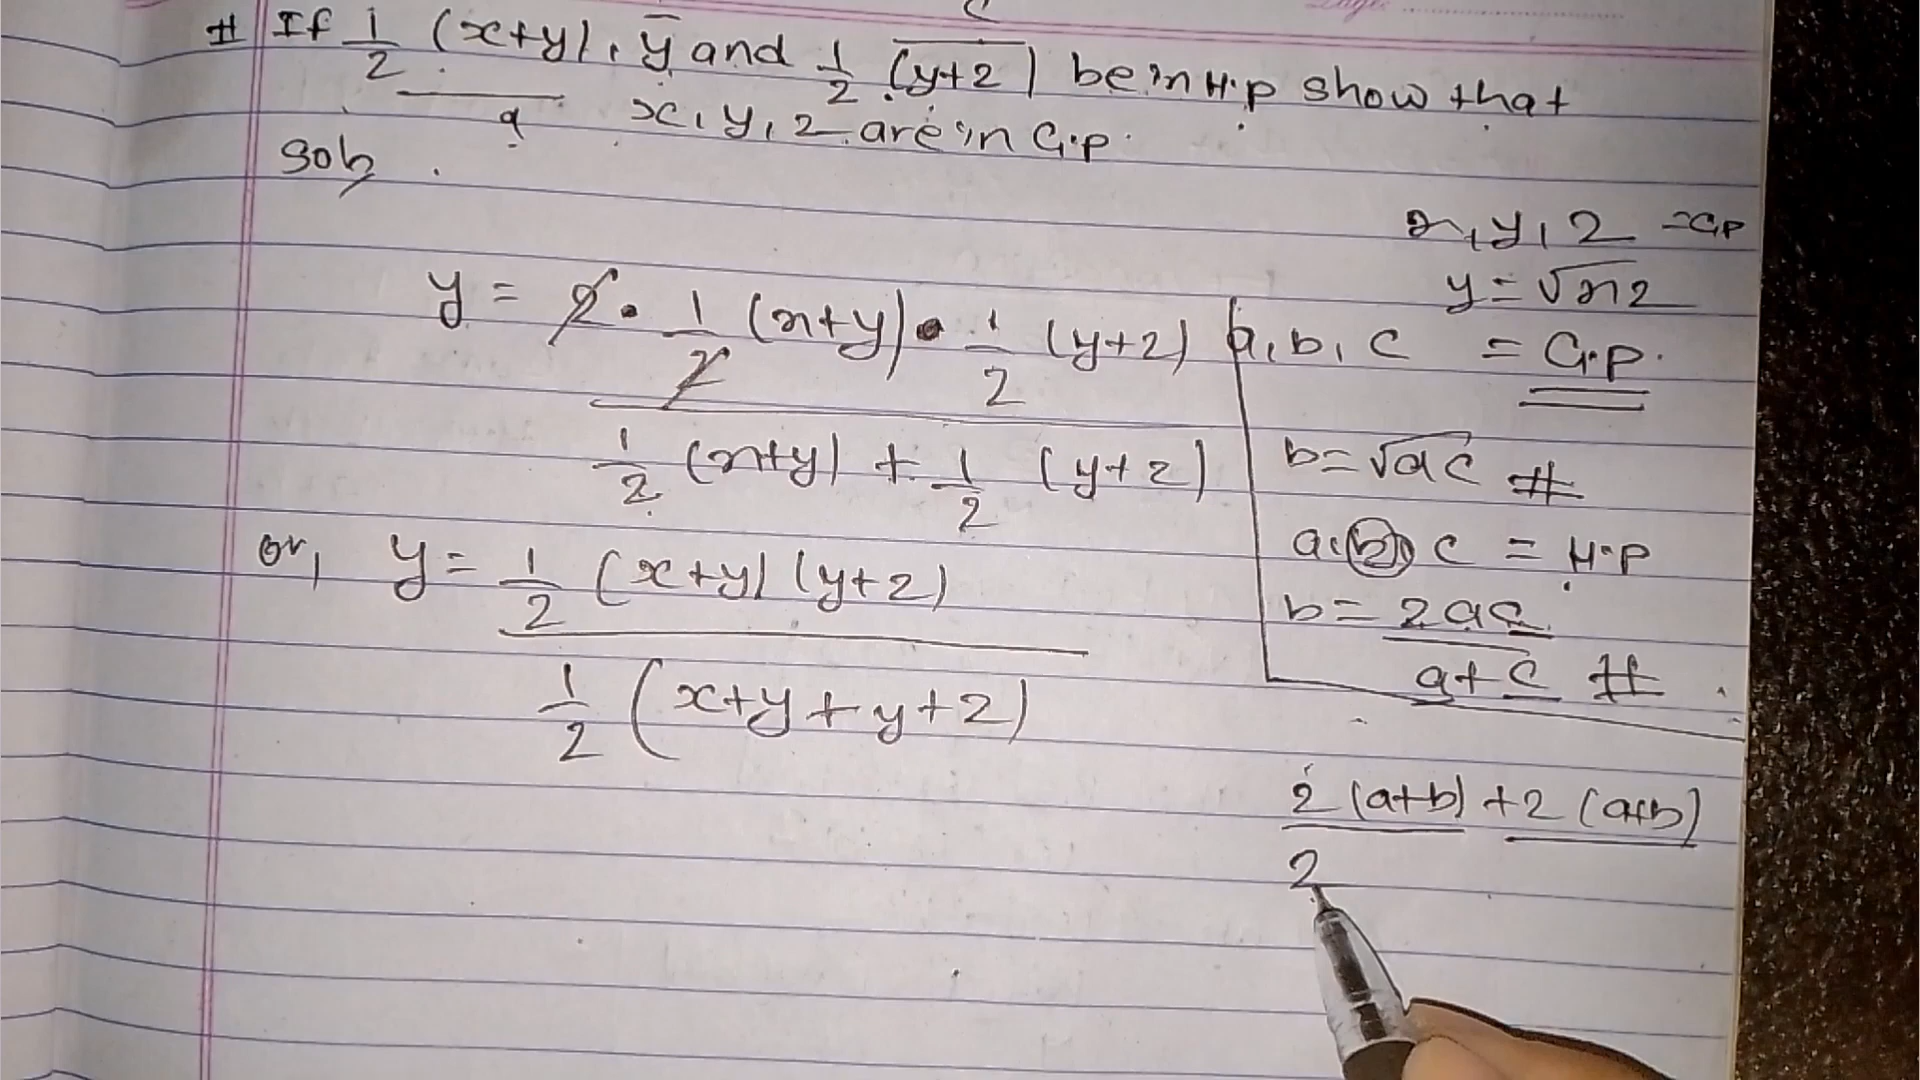 # If 1/2 (x+y), y and 1/2 (y+z) be in H.P show that
x, y, z are in G.P.
a
Soln
x, y, z = G.P
y = √xz
y = 2 . 1/2 (x+y) . 1/2 (y+z)
1/2 (x+y) + 1/2 (y+z)
or, y = 1/2 (x+y) (y+z)
1/2 (x+y+y+z)
a, b, c = G.P.
b = √ac #
a, b, c = H.P
b = 2ac
a+c #
2 (a+b) + 2 (a+b)
2